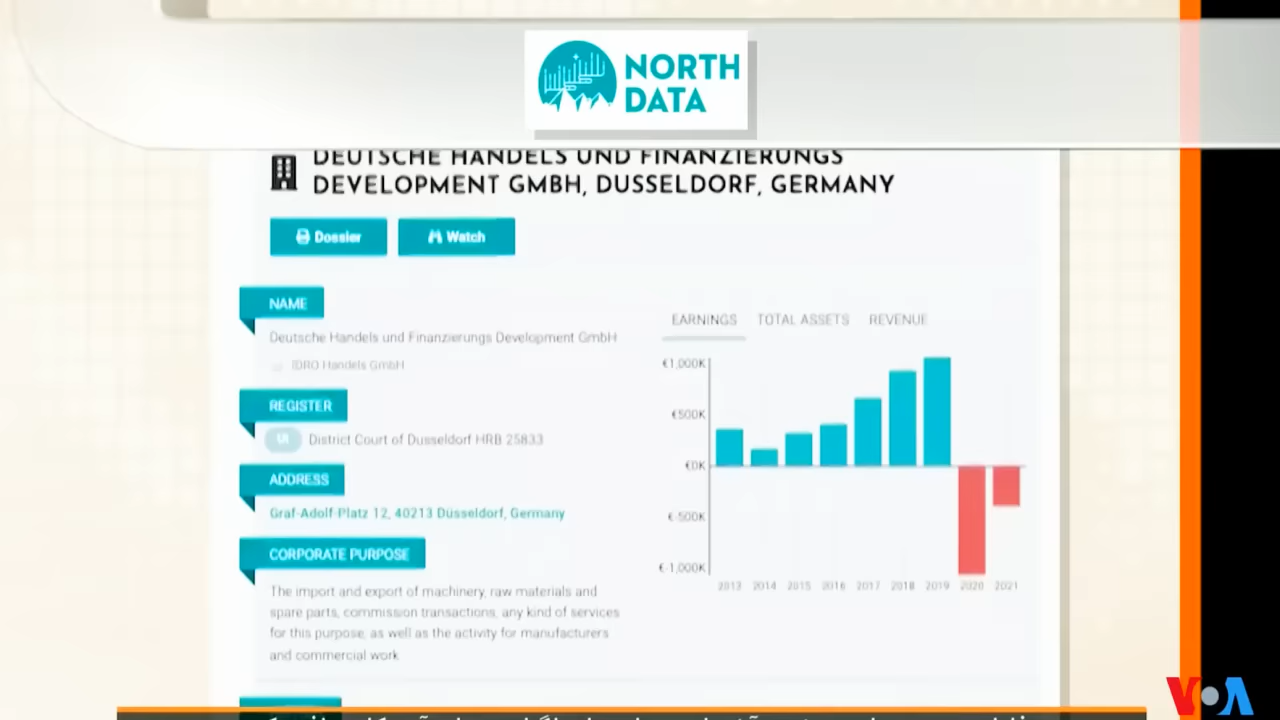 NORTH
DATA
DEUTSCHE HANDELS UND FINANZIERUNGS
DEVELOPMENT GMBH, DUSSELDORF, GERMANY
Dossier
Watch
NAME
Deutsche Handels und Finanzierungs Development GmbH
IDRO Handels GmbH
REGISTER
UI District Court of Dusseldorf HRB 25833
ADDRESS
Graf-Adolf-Platz 12, 40213 Düsseldorf, Germany
CORPORATE PURPOSE
The import and export of machinery, raw materials and
spare parts, commission transactions, any kind of services
for this purpose, as well as the activity for manufacturers
and commercial work
EARNINGS TOTAL ASSETS REVENUE
€1,000K
€500K
€0K
€-500K
€-1,000K
2013 2014 2015 2016 2017 2018 2019 2020 2021
VOA